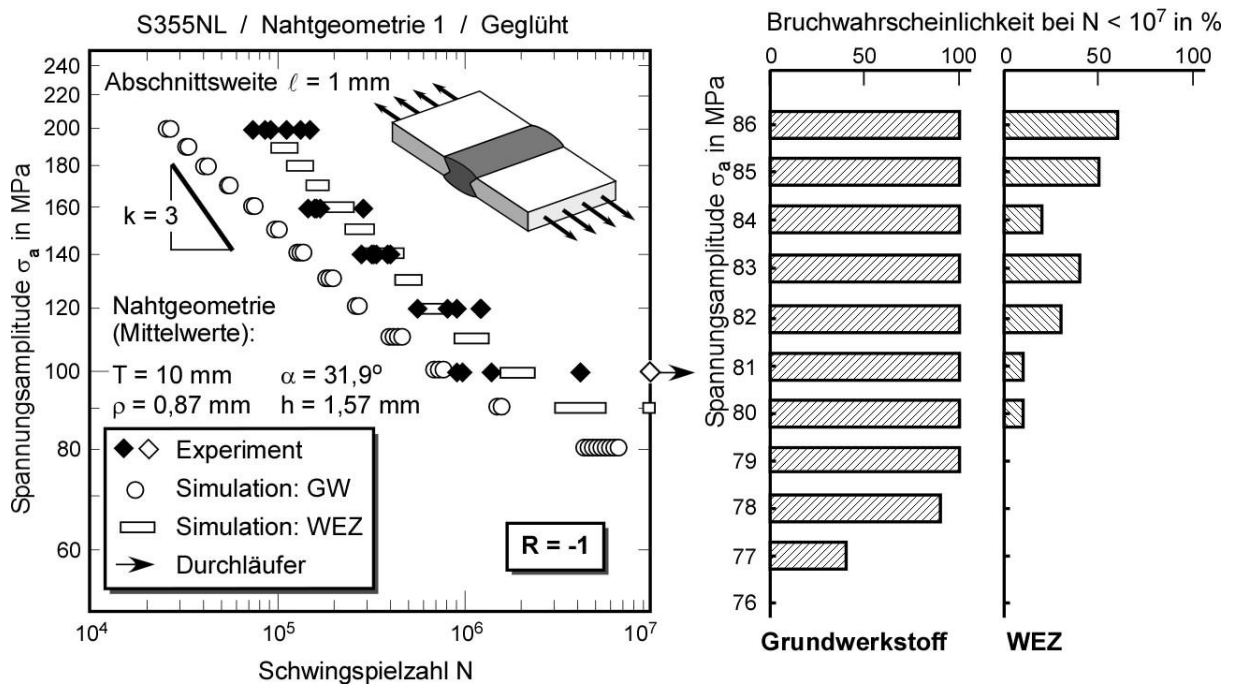 S355NL / Nahtgeometrie 1 / Geglüht
Spannungsamplitude σa in MPa
240
220
200
180
160
140
120
100
80
60
Abschnittsweite ℓ = 1 mm
k = 3
Nahtgeometrie
(Mittelwerte):
T = 10 mm α = 31,9º
ρ = 0,87 mm h = 1,57 mm
Experiment
Simulation: GW
Simulation: WEZ
Durchläufer
R = -1
10⁴ 10⁵ 10⁶ 10⁷
Schwingspielzahl N
Bruchwahrscheinlichkeit bei N < 10⁷ in %
0 50 100 0 50 100
Spannungsamplitude σa in MPa
86
85
84
83
82
81
80
79
78
77
76
Grundwerkstoff WEZ